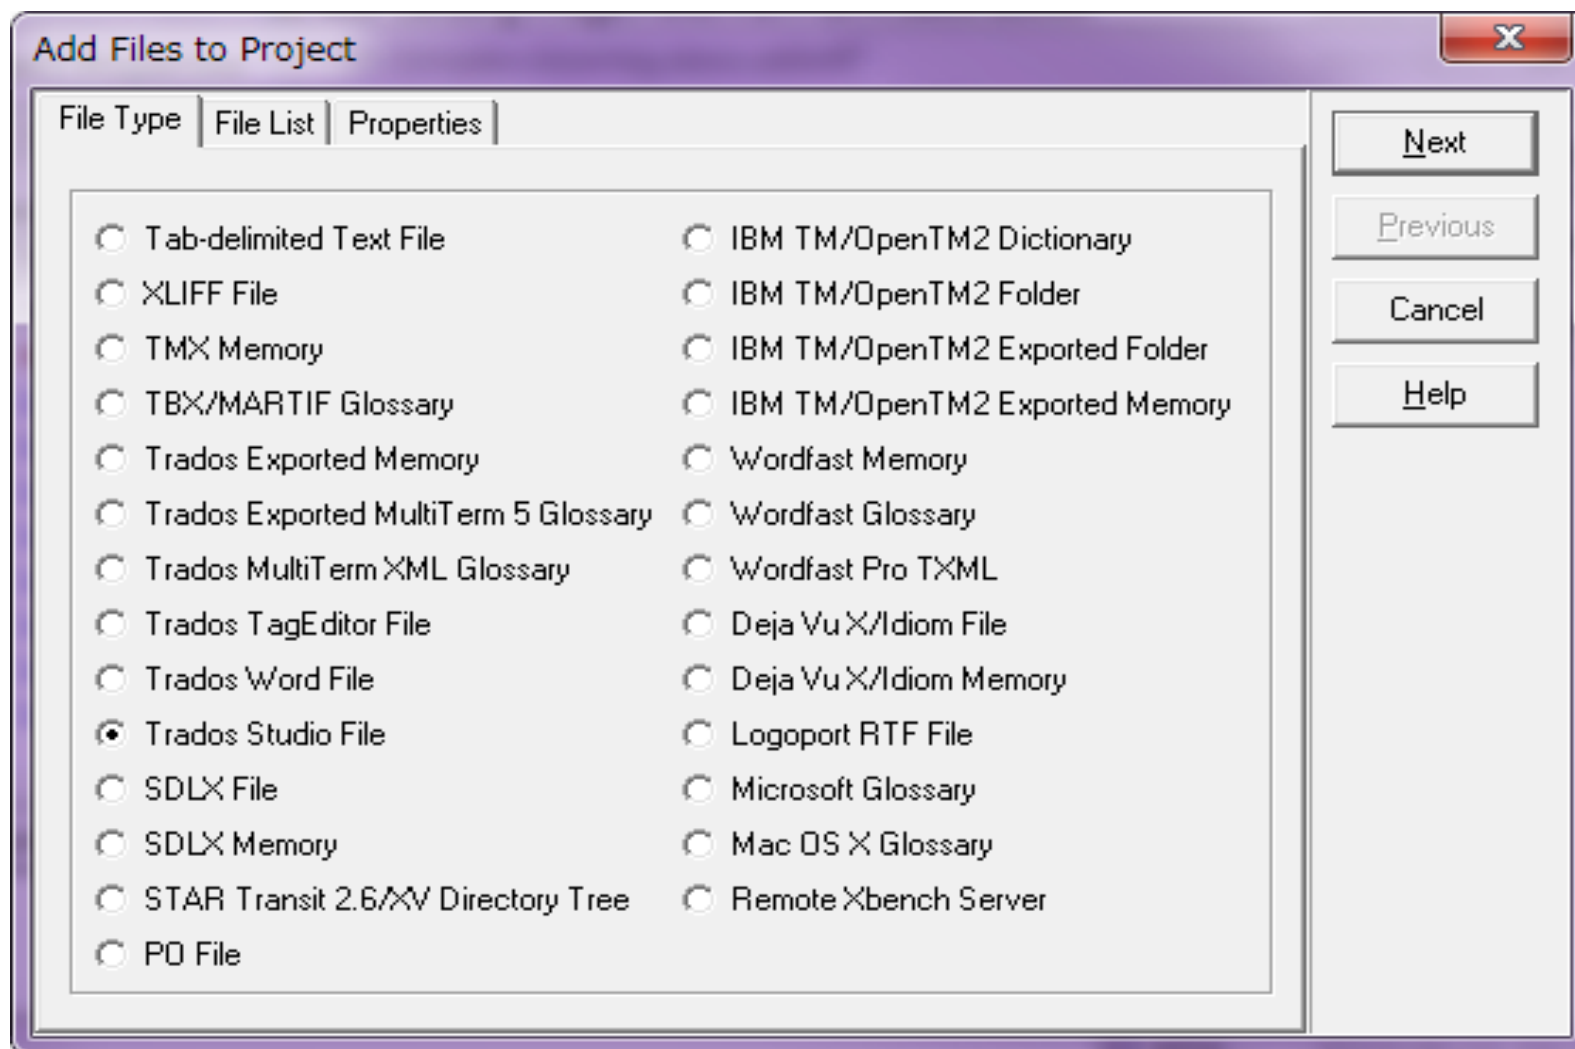 Add Files to Project
File Type
File List
Properties
Tab-delimited Text File
XLIFF File
TMX Memory
TBX/MARTIF Glossary
Trados Exported Memory
Trados Exported MultiTerm 5 Glossary
Trados MultiTerm XML Glossary
Trados TagEditor File
Trados Word File
Trados Studio File
SDLX File
SDLX Memory
STAR Transit 2.6/XV Directory Tree
PO File
IBM TM/OpenTM2 Dictionary
IBM TM/OpenTM2 Folder
IBM TM/OpenTM2 Exported Folder
IBM TM/OpenTM2 Exported Memory
Wordfast Memory
Wordfast Glossary
Wordfast Pro TXML
Deja Vu X/Idiom File
Deja Vu X/Idiom Memory
Logoport RTF File
Microsoft Glossary
Mac OS X Glossary
Remote Xbench Server
Next
Previous
Cancel
Help